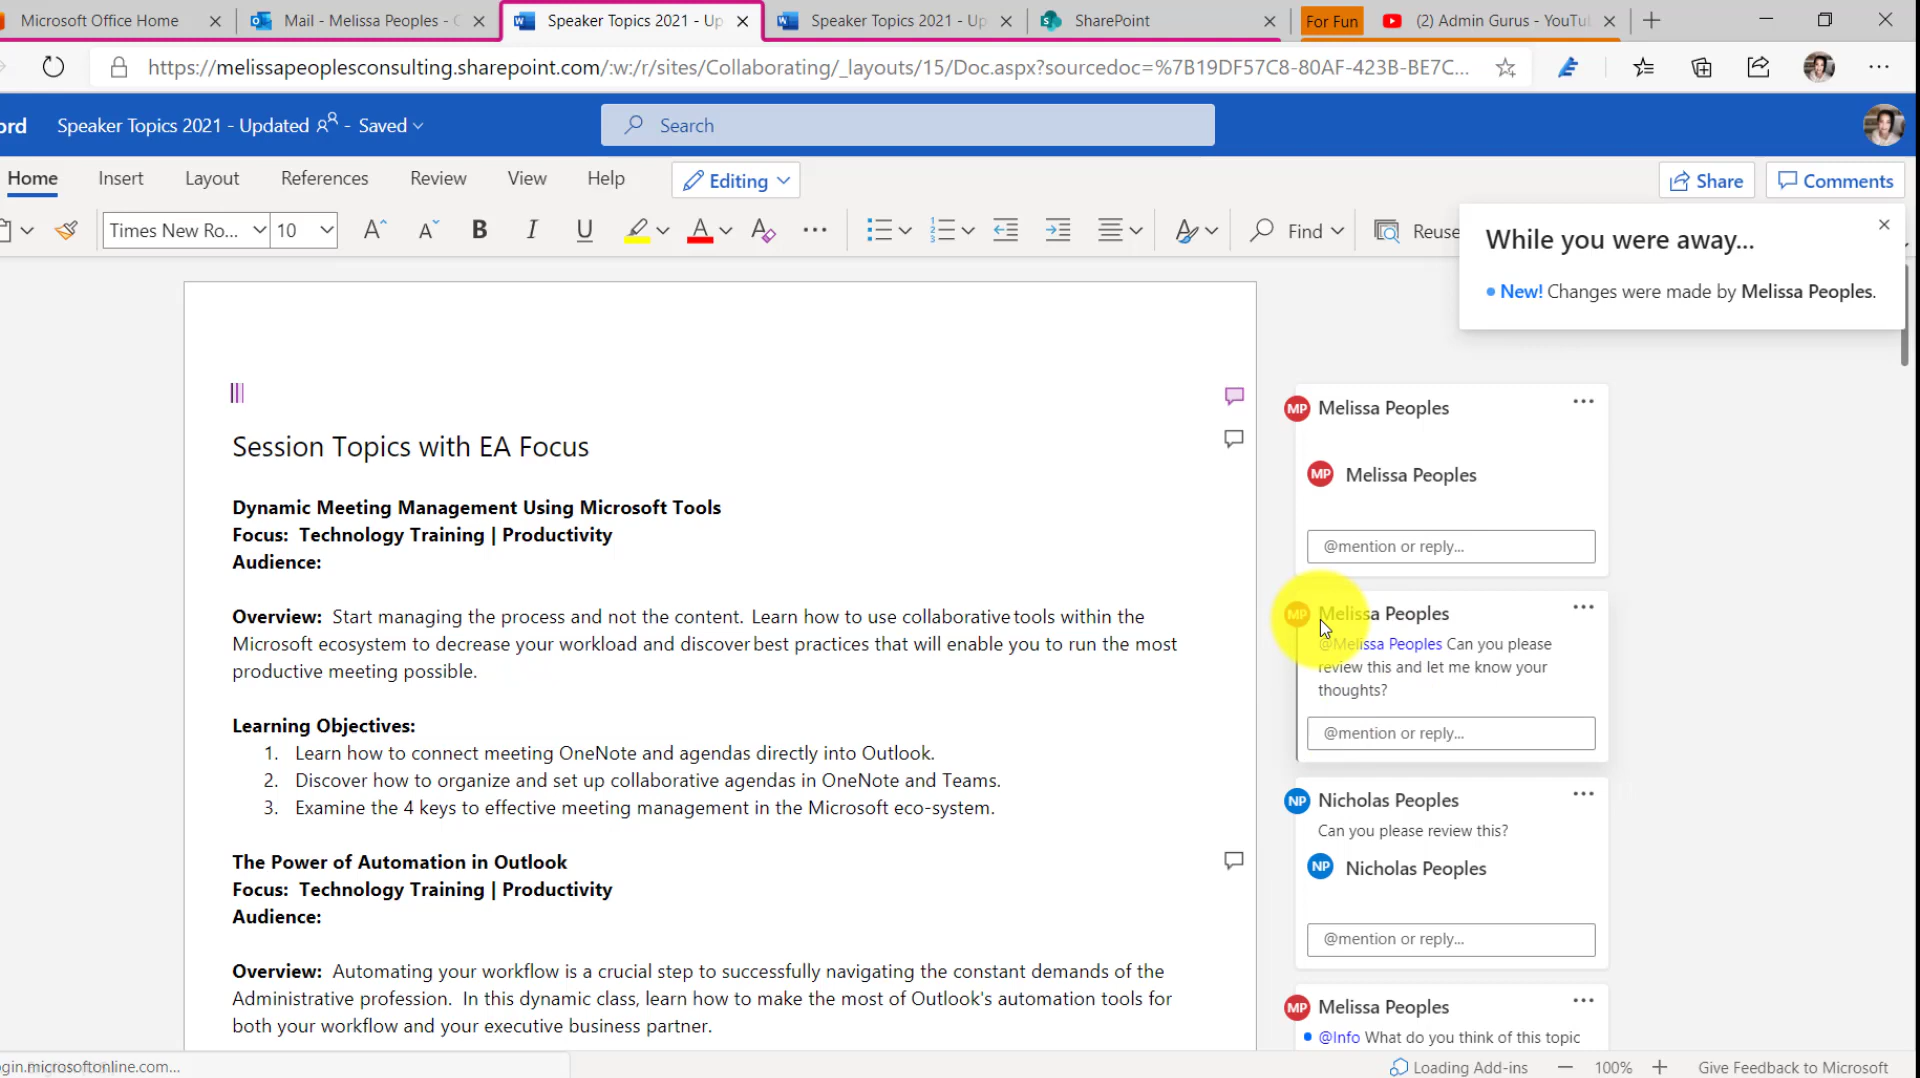 Microsoft Office Home
Mail - Melissa Peoples -
Speaker Topics 2021 - Up
Speaker Topics 2021 - Up
SharePoint
For Fun
(2) Admin Gurus - YouTu
https://melissapeoplesconsulting.sharepoint.com/:w:/r/sites/Collaborating/_layouts/15/Doc.aspx?sourcedoc=%7B19DF57C8-80AF-423B-BE7C...
ord
Speaker Topics 2021 - Updated - Saved
Search
Home Insert Layout References Review View Help Editing Share Comments
Times New Ro... 10 Find Reuse
While you were away...
New! Changes were made by Melissa Peoples.
Session Topics with EA Focus
Dynamic Meeting Management Using Microsoft Tools
Focus: Technology Training | Productivity
Audience:
Overview: Start managing the process and not the content. Learn how to use collaborative tools within the
Microsoft ecosystem to decrease your workload and discover best practices that will enable you to run the most
productive meeting possible.
Learning Objectives:
1. Learn how to connect meeting OneNote and agendas directly into Outlook.
2. Discover how to organize and set up collaborative agendas in OneNote and Teams.
3. Examine the 4 keys to effective meeting management in the Microsoft eco-system.
The Power of Automation in Outlook
Focus: Technology Training | Productivity
Audience:
Overview: Automating your workflow is a crucial step to successfully navigating the constant demands of the
Administrative profession. In this dynamic class, learn how to make the most of Outlook's automation tools for
both your workflow and your executive business partner.
MP Melissa Peoples
MP Melissa Peoples
@mention or reply...
MP Melissa Peoples
@Melissa Peoples Can you please
review this and let me know your
thoughts?
@mention or reply...
NP Nicholas Peoples
Can you please review this?
NP Nicholas Peoples
@mention or reply...
MP Melissa Peoples
@Info What do you think of this topic
gin.microsoftonline.com...
Loading Add-ins
100%
Give Feedback to Microsoft